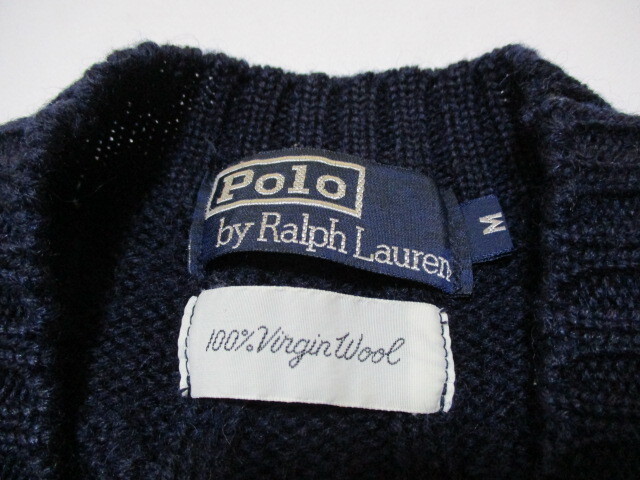 Polo
by Ralph Lauren
M
100% Virgin Wool